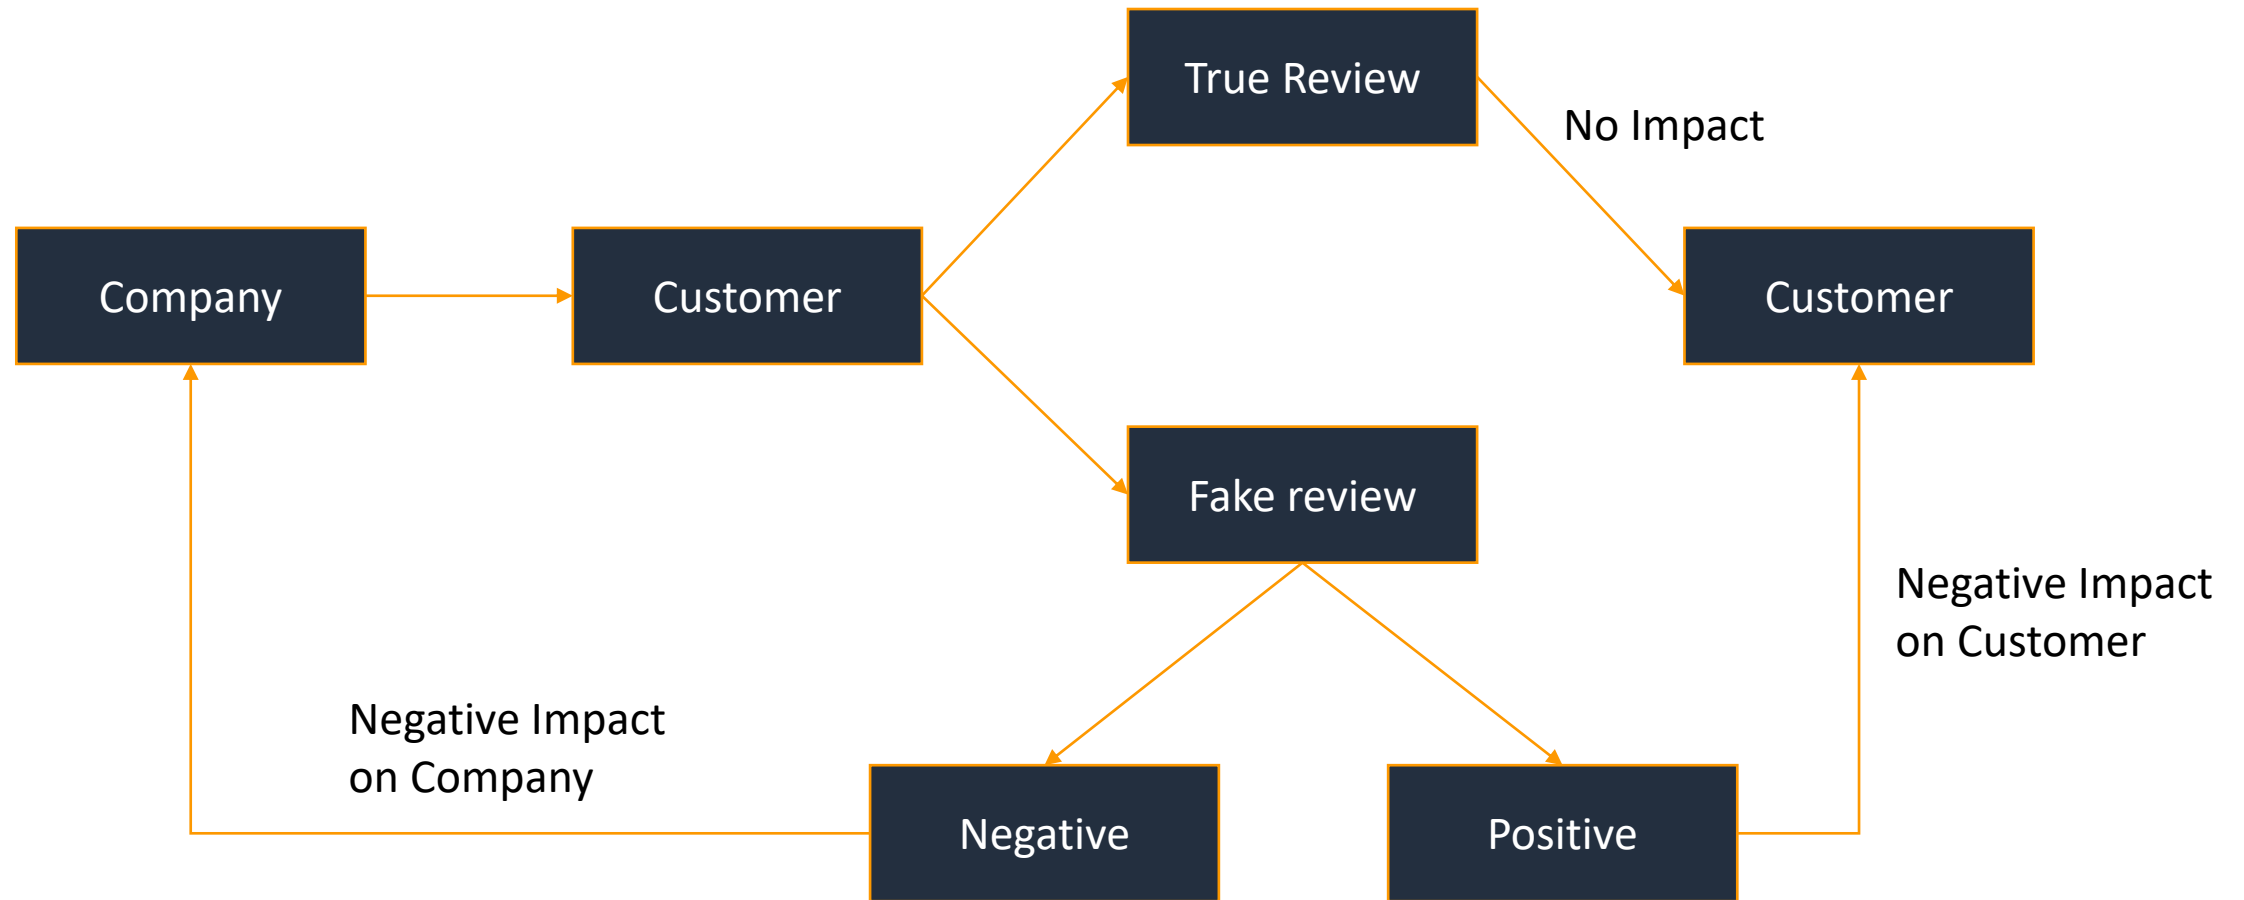 True Review
No Impact
Company
Customer
Customer
Fake review
Negative Impact
on Customer
Negative Impact
on Company
Negative
Positive